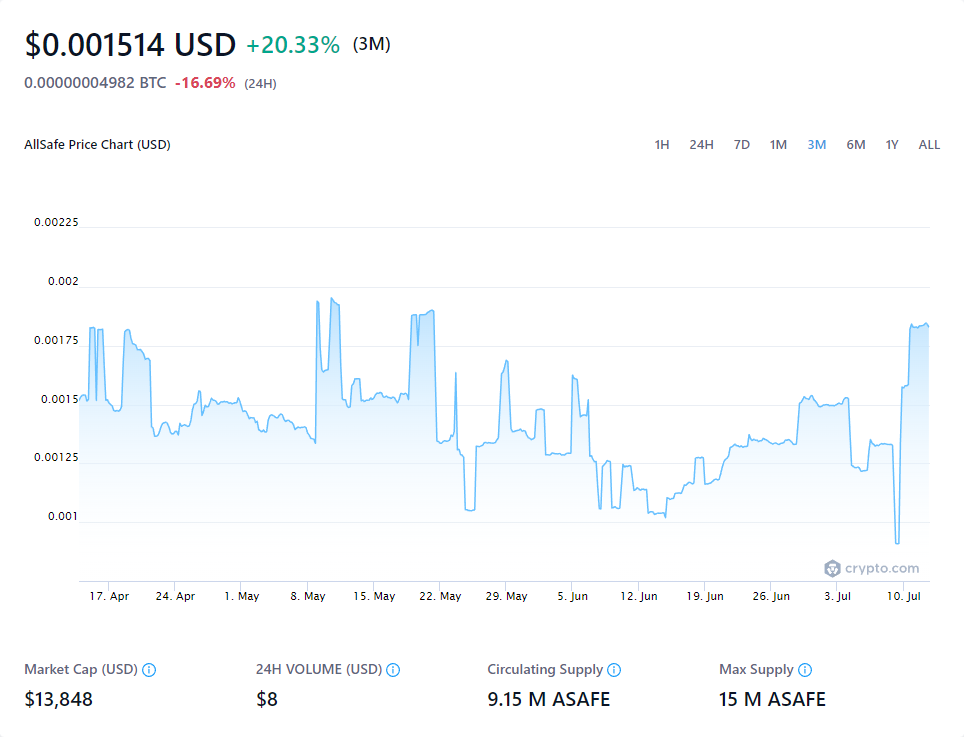 $0.001514 USD +20.33% (3M)
0.00000004982 BTC -16.69% (24H)
AllSafe Price Chart (USD) 1H 24H 7D 1M 3M 6M 1Y ALL
0.00225
0.002
0.00175
0.0015
0.00125
0.001
crypto.com
17. Apr 24. Apr 1. May 8. May 15. May 22. May 29. May 5. Jun 12. Jun 19. Jun 26. Jun 3. Jul 10. Jul
Market Cap (USD) 24H VOLUME (USD) Circulating Supply Max Supply
$13,848 $8 9.15 M ASAFE 15 M ASAFE